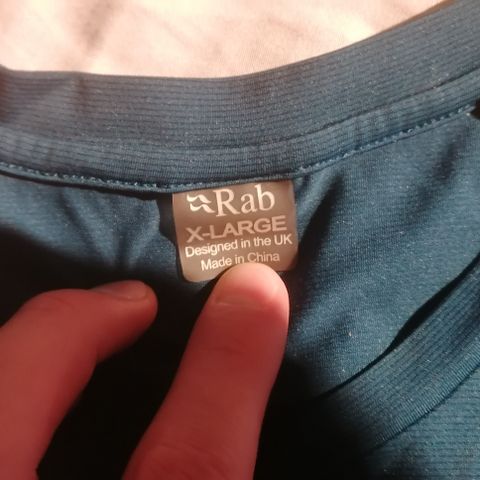 Rab
X-LARGE
Designed in the UK
Made in China